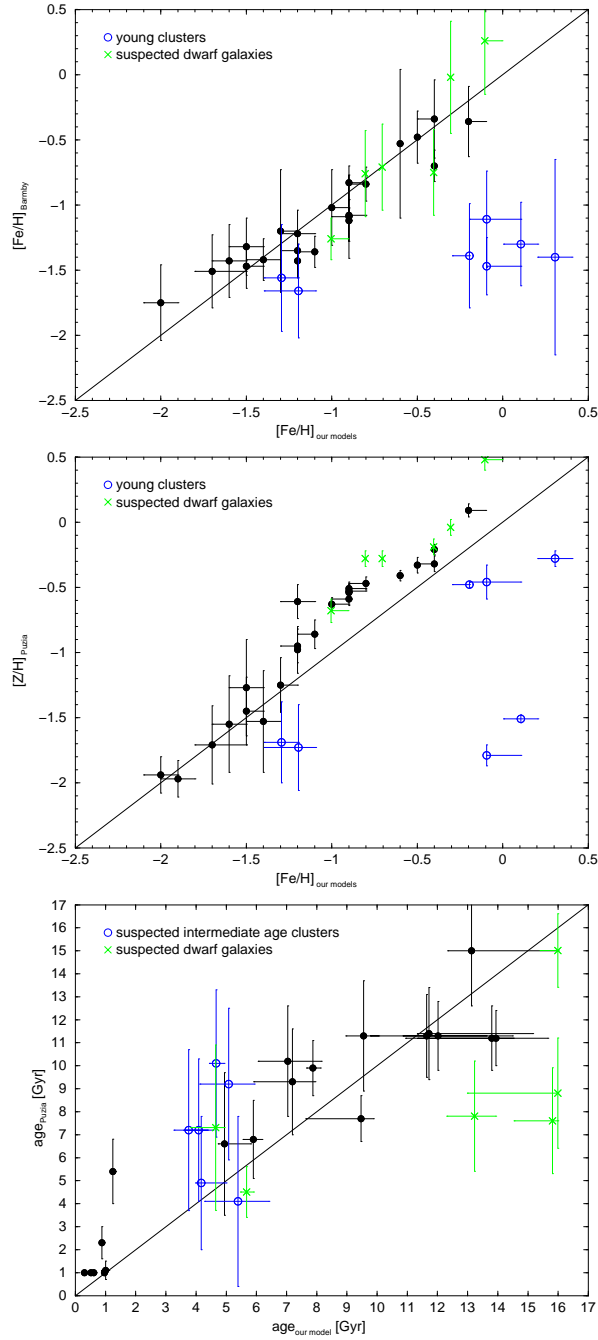 0.5
0
−0.5
−1
−1.5
−2
−2.5
[Fe/H]Barmby
young clusters
suspected dwarf galaxies
−2.5 −2 −1.5 −1 −0.5 0 0.5
[Fe/H]our models
0.5
0
−0.5
−1
−1.5
−2
−2.5
[Z/H]Puzia
young clusters
suspected dwarf galaxies
−2.5 −2 −1.5 −1 −0.5 0 0.5
[Fe/H]our models
17
16
15
14
13
12
11
10
9
8
7
6
5
4
3
2
1
0
agePuzia [Gyr]
suspected intermediate age clusters
suspected dwarf galaxies
0 1 2 3 4 5 6 7 8 9 10 11 12 13 14 15 16 17
ageour model [Gyr]